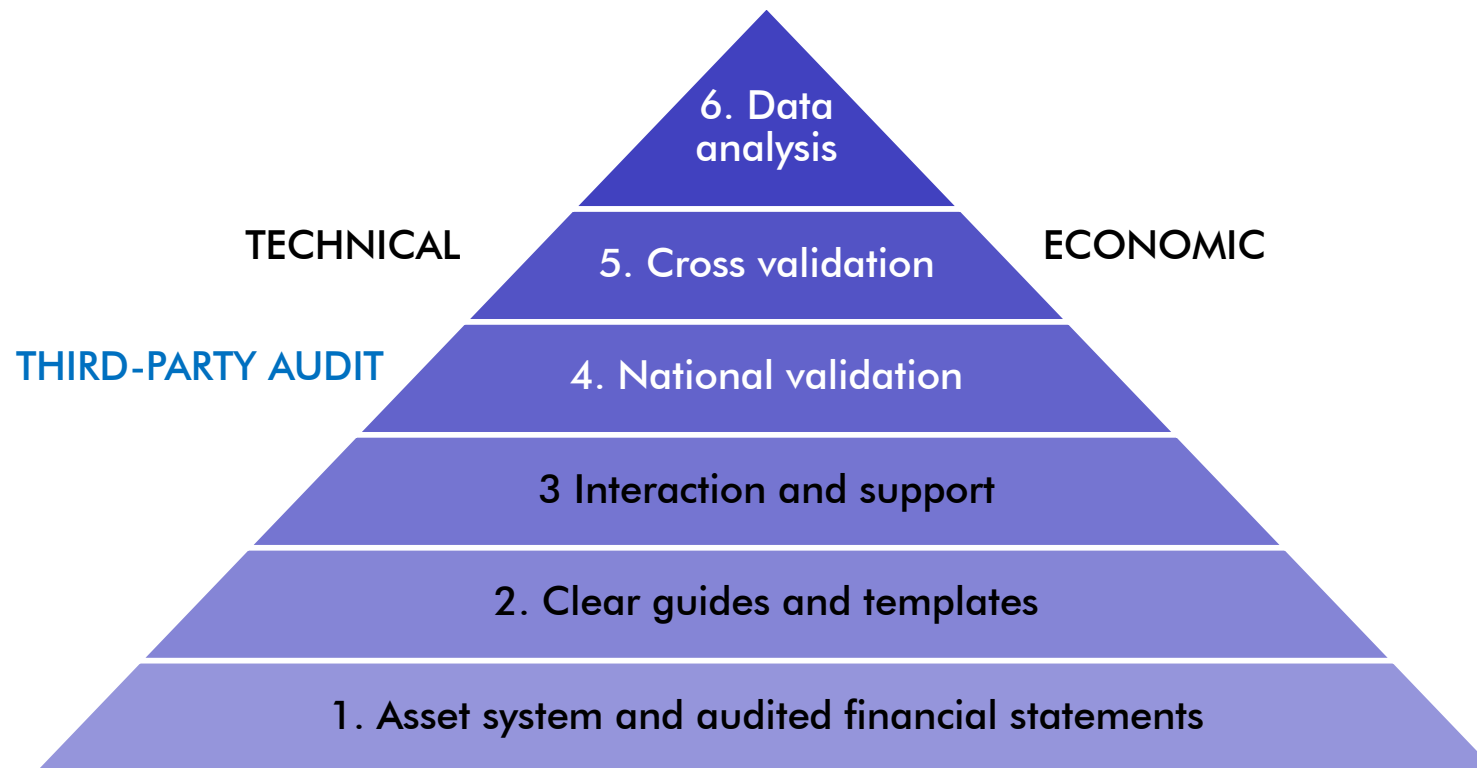 6. Data
analysis
TECHNICAL
ECONOMIC
5. Cross validation
THIRD-PARTY AUDIT
4. National validation
3 Interaction and support
2. Clear guides and templates
1. Asset system and audited financial statements